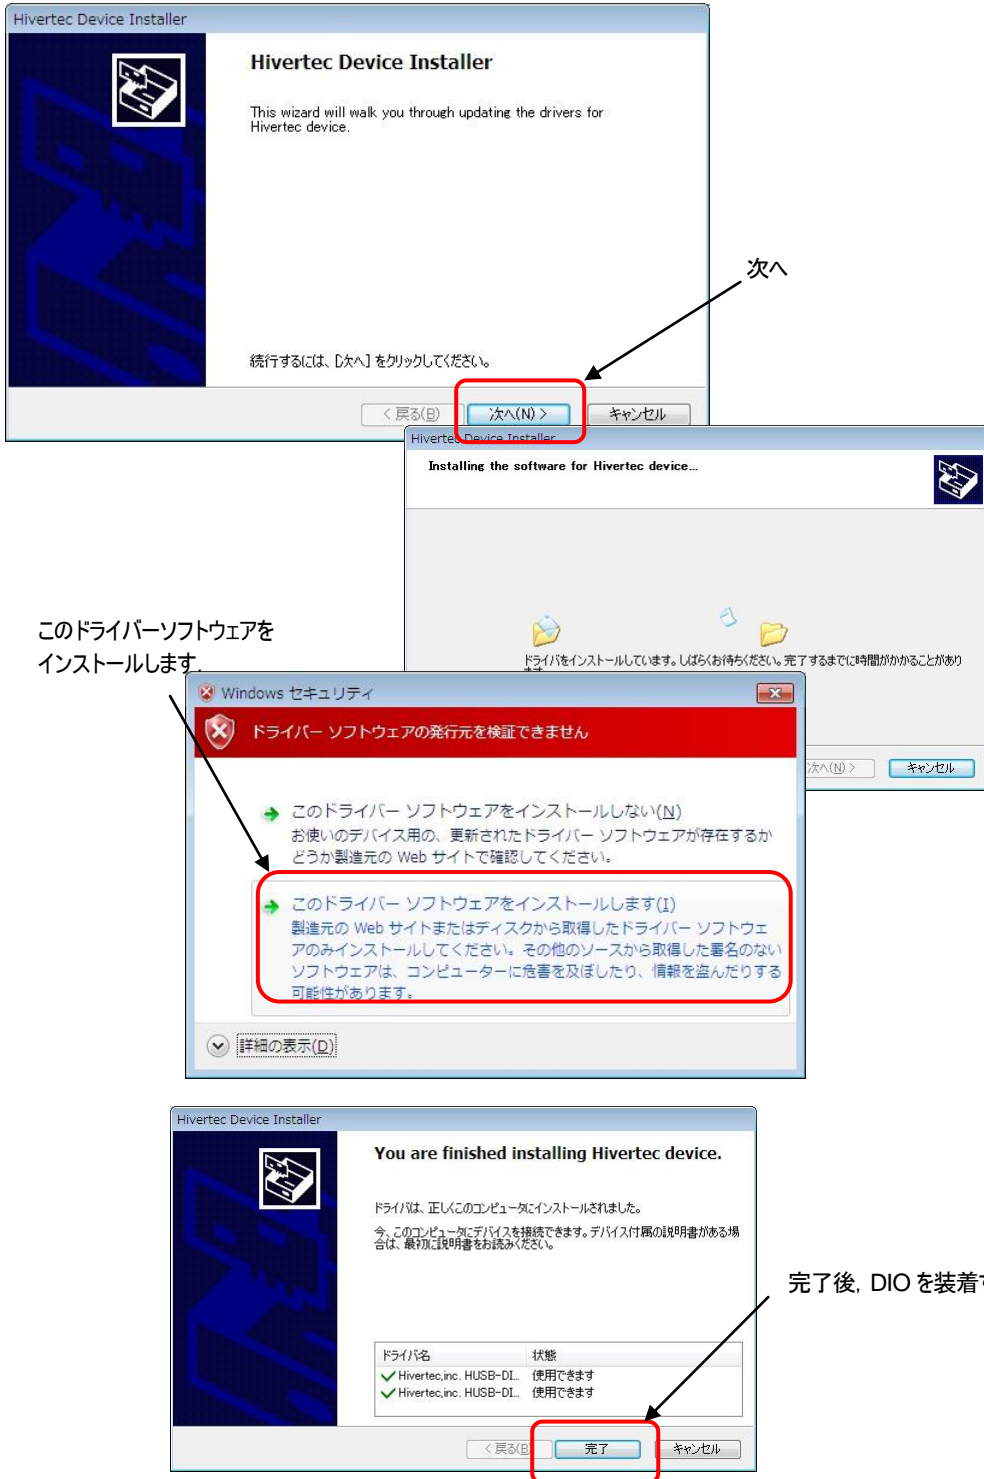 Hivertec Device Installer
Hivertec Device Installer
This wizard will walk you through updating the drivers for
Hivertec device.
次へ
続行するには、[次へ] をクリックしてください。
< 戻る(B)
次へ(N) >
キャンセル
Hivertec Device Installer
Installing the software for Hivertec device...
このドライバーソフトウェアを
インストールします.
ドライバをインストールしています。しばらくお待ちください。完了するまでに時間がかかることがあり
ます。
Windows セキュリティ
ドライバー ソフトウェアの発行元を検証できません
次へ(N) >
キャンセル
このドライバー ソフトウェアをインストールしない(N)
お使いのデバイス用の、更新されたドライバー ソフトウェアが存在するか
どうか製造元の Web サイトで確認してください。
このドライバー ソフトウェアをインストールします(I)
製造元の Web サイトまたはディスクから取得したドライバー ソフトウェ
アのみインストールしてください。その他のソースから取得した署名のない
ソフトウェアは、コンピューターに危害を及ぼしたり、情報を盗んだりする
可能性があります。
詳細の表示(D)
Hivertec Device Installer
You are finished installing Hivertec device.
ドライバは、正しくこのコンピュータにインストールされました。
今、このコンピュータにデバイスを接続できます。デバイス付属の説明書がある場
合は、最初に説明書をお読みください。
完了後, DIO を装着
ドライバ名 状態
Hivertec,inc. HUSB-DI... 使用できます
Hivertec,inc. HUSB-DI... 使用できます
< 戻る(B
完了
キャンセル